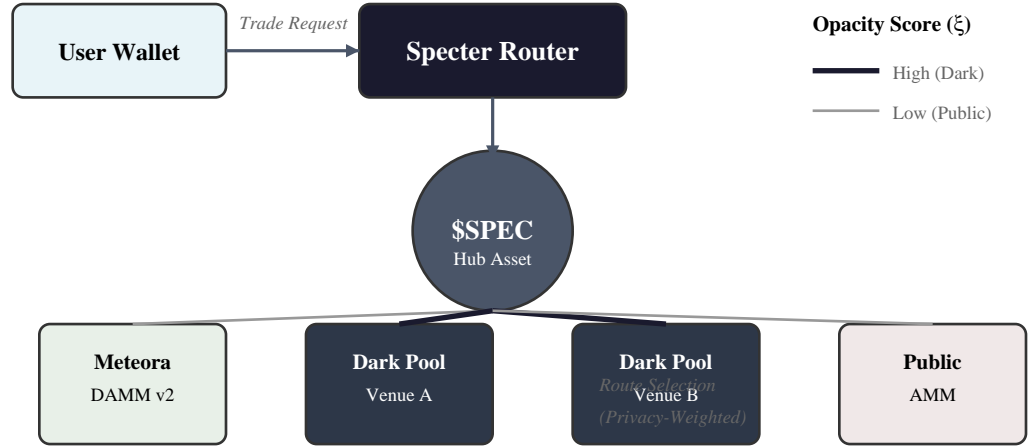 User Wallet
Trade Request
Specter Router
Opacity Score (ξ)
High (Dark)
Low (Public)
$SPEC
Hub Asset
Meteora
DAMM v2
Dark Pool
Venue A
Dark Pool
Venue B
Route Selection
(Privacy-Weighted)
Public
AMM